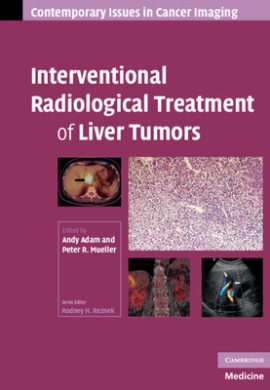 Contemporary Issues in Cancer Imaging
Interventional
Radiological Treatment
of Liver Tumors
Edited by
Andy Adam and
Peter R. Mueller
Series Editor
Rodney H. Reznek
CAMBRIDGE
Medicine